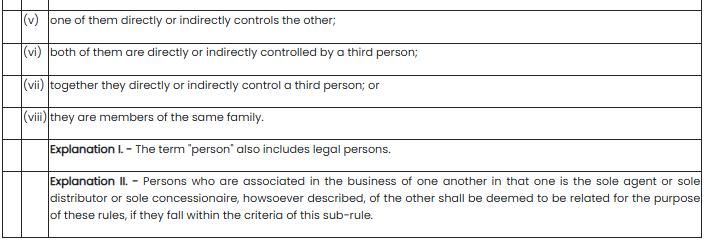 (v) one of them directly or indirectly controls the other;
(vi) both of them are directly or indirectly controlled by a third person;
(vii) together they directly or indirectly control a third person; or
(viii) they are members of the same family.
Explanation I. - The term "person" also includes legal persons.
Explanation II. - Persons who are associated in the business of one another in that one is the sole agent or sole
distributor or sole concessionaire, howsoever described, of the other shall be deemed to be related for the purpose
of these rules, if they fall within the criteria of this sub-rule.